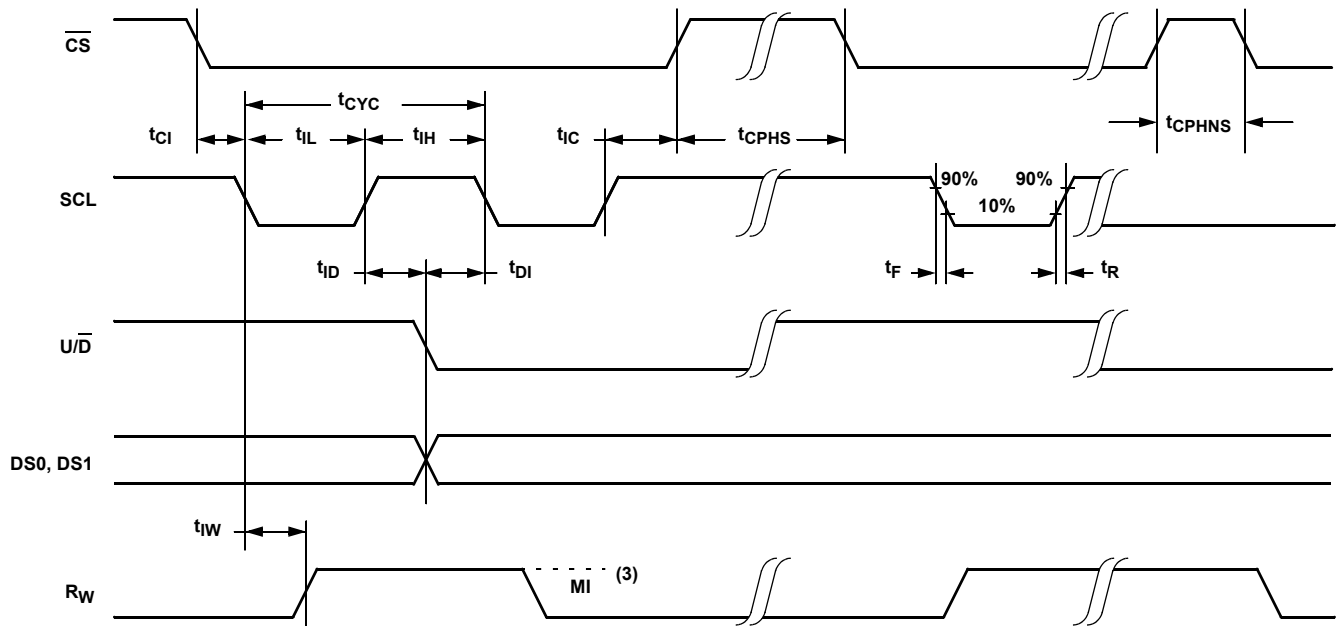 CS
tCYC
tCI tIL tIH tIC tCPHS tCPHNS
SCL
90% 90%
10%
tID tDI tF tR
U/D
DS0, DS1
tIW
RW
MI (3)